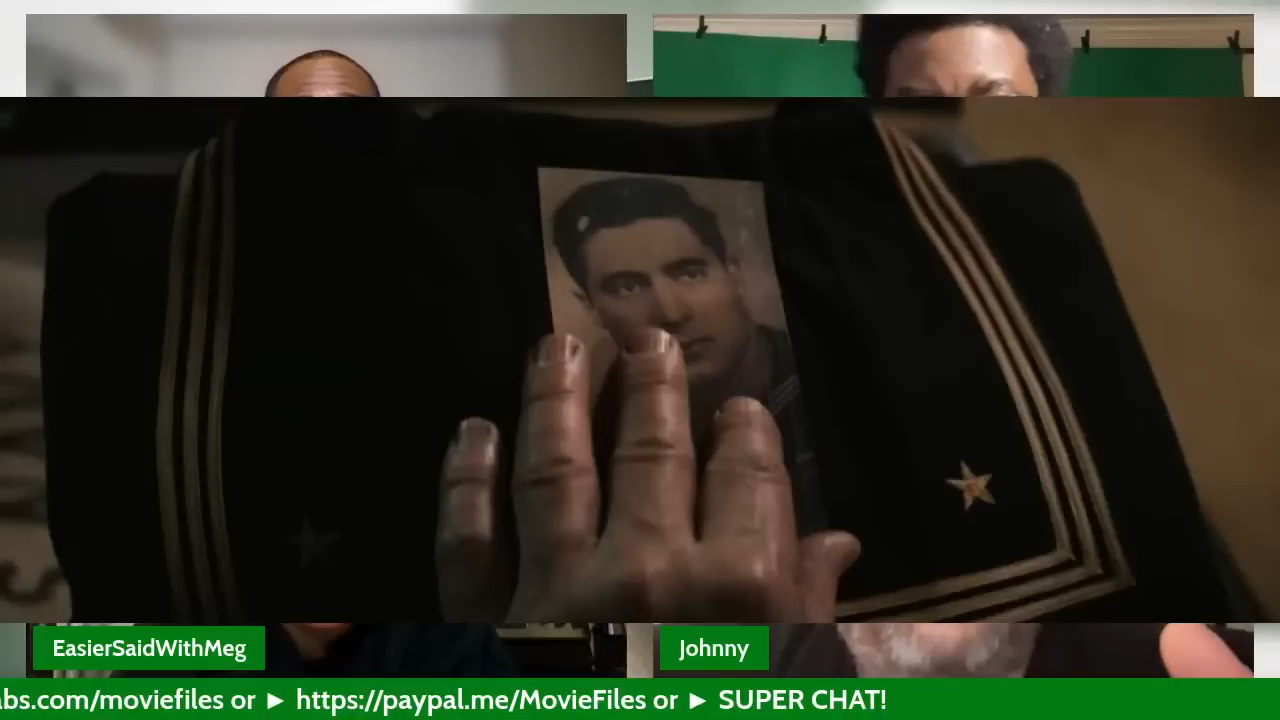 EasierSaidWithMeg
Johnny
abs.com/moviefiles or ► https://paypal.me/MovieFiles or ► SUPER CHAT!